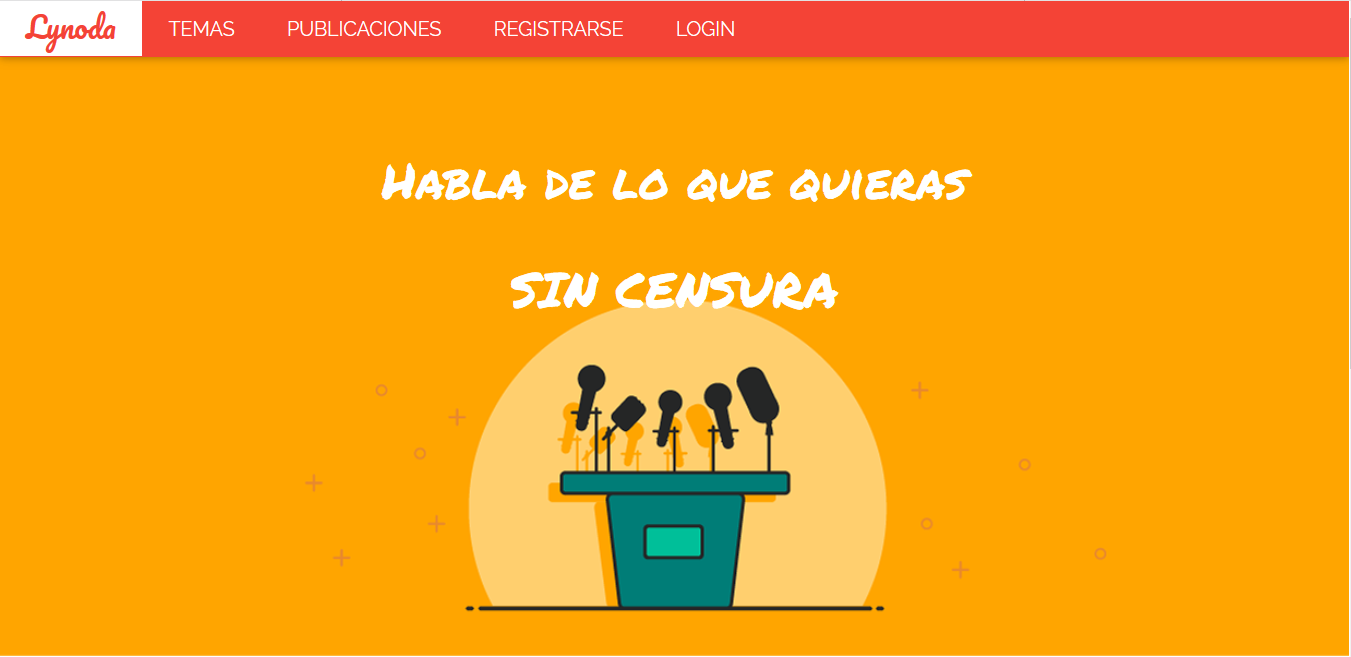 Lynoda TEMAS PUBLICACIONES REGISTRARSE LOGIN
Habla de lo que quieras
SIN CENSURA